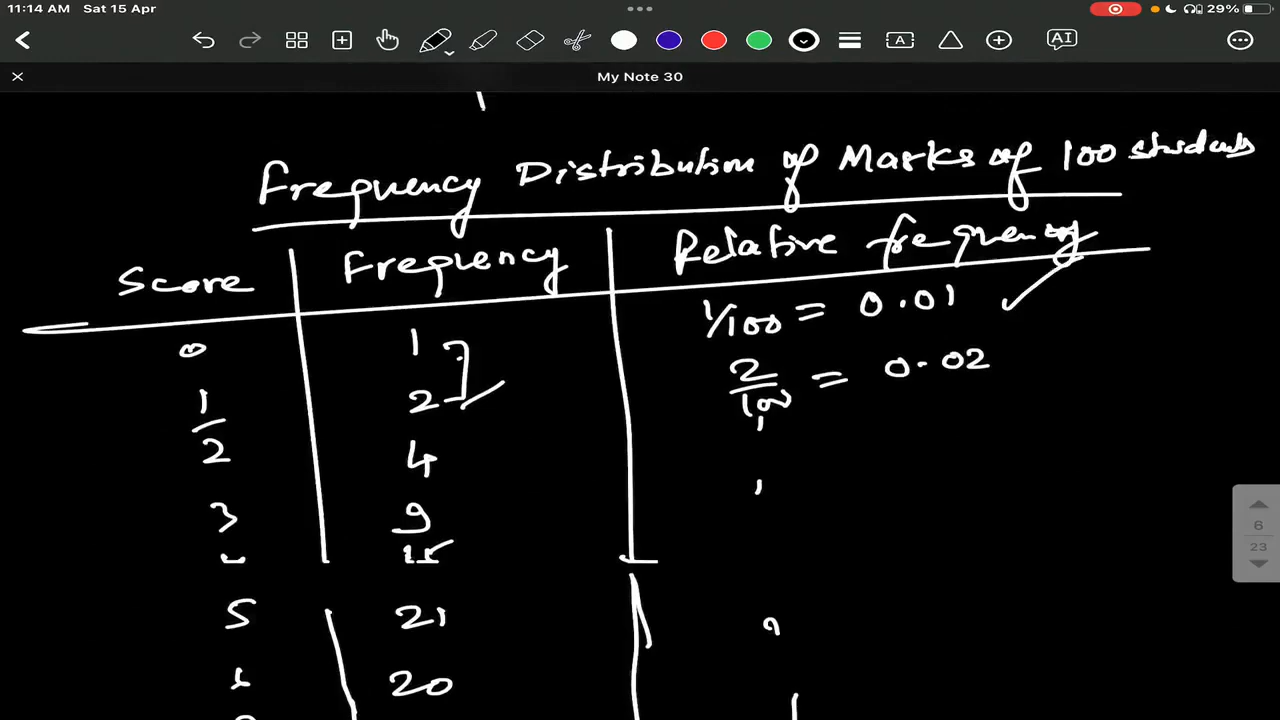 11:14 AM Sat 15 Apr
29%
A
AI
My Note 30
Frequency Distribution of Marks of 100 students
Score Frequency Relative frequency
0 1 1/100 = 0.01
1 2 2/100 = 0.02
2 4
3 9
15
5 21
20
6
23